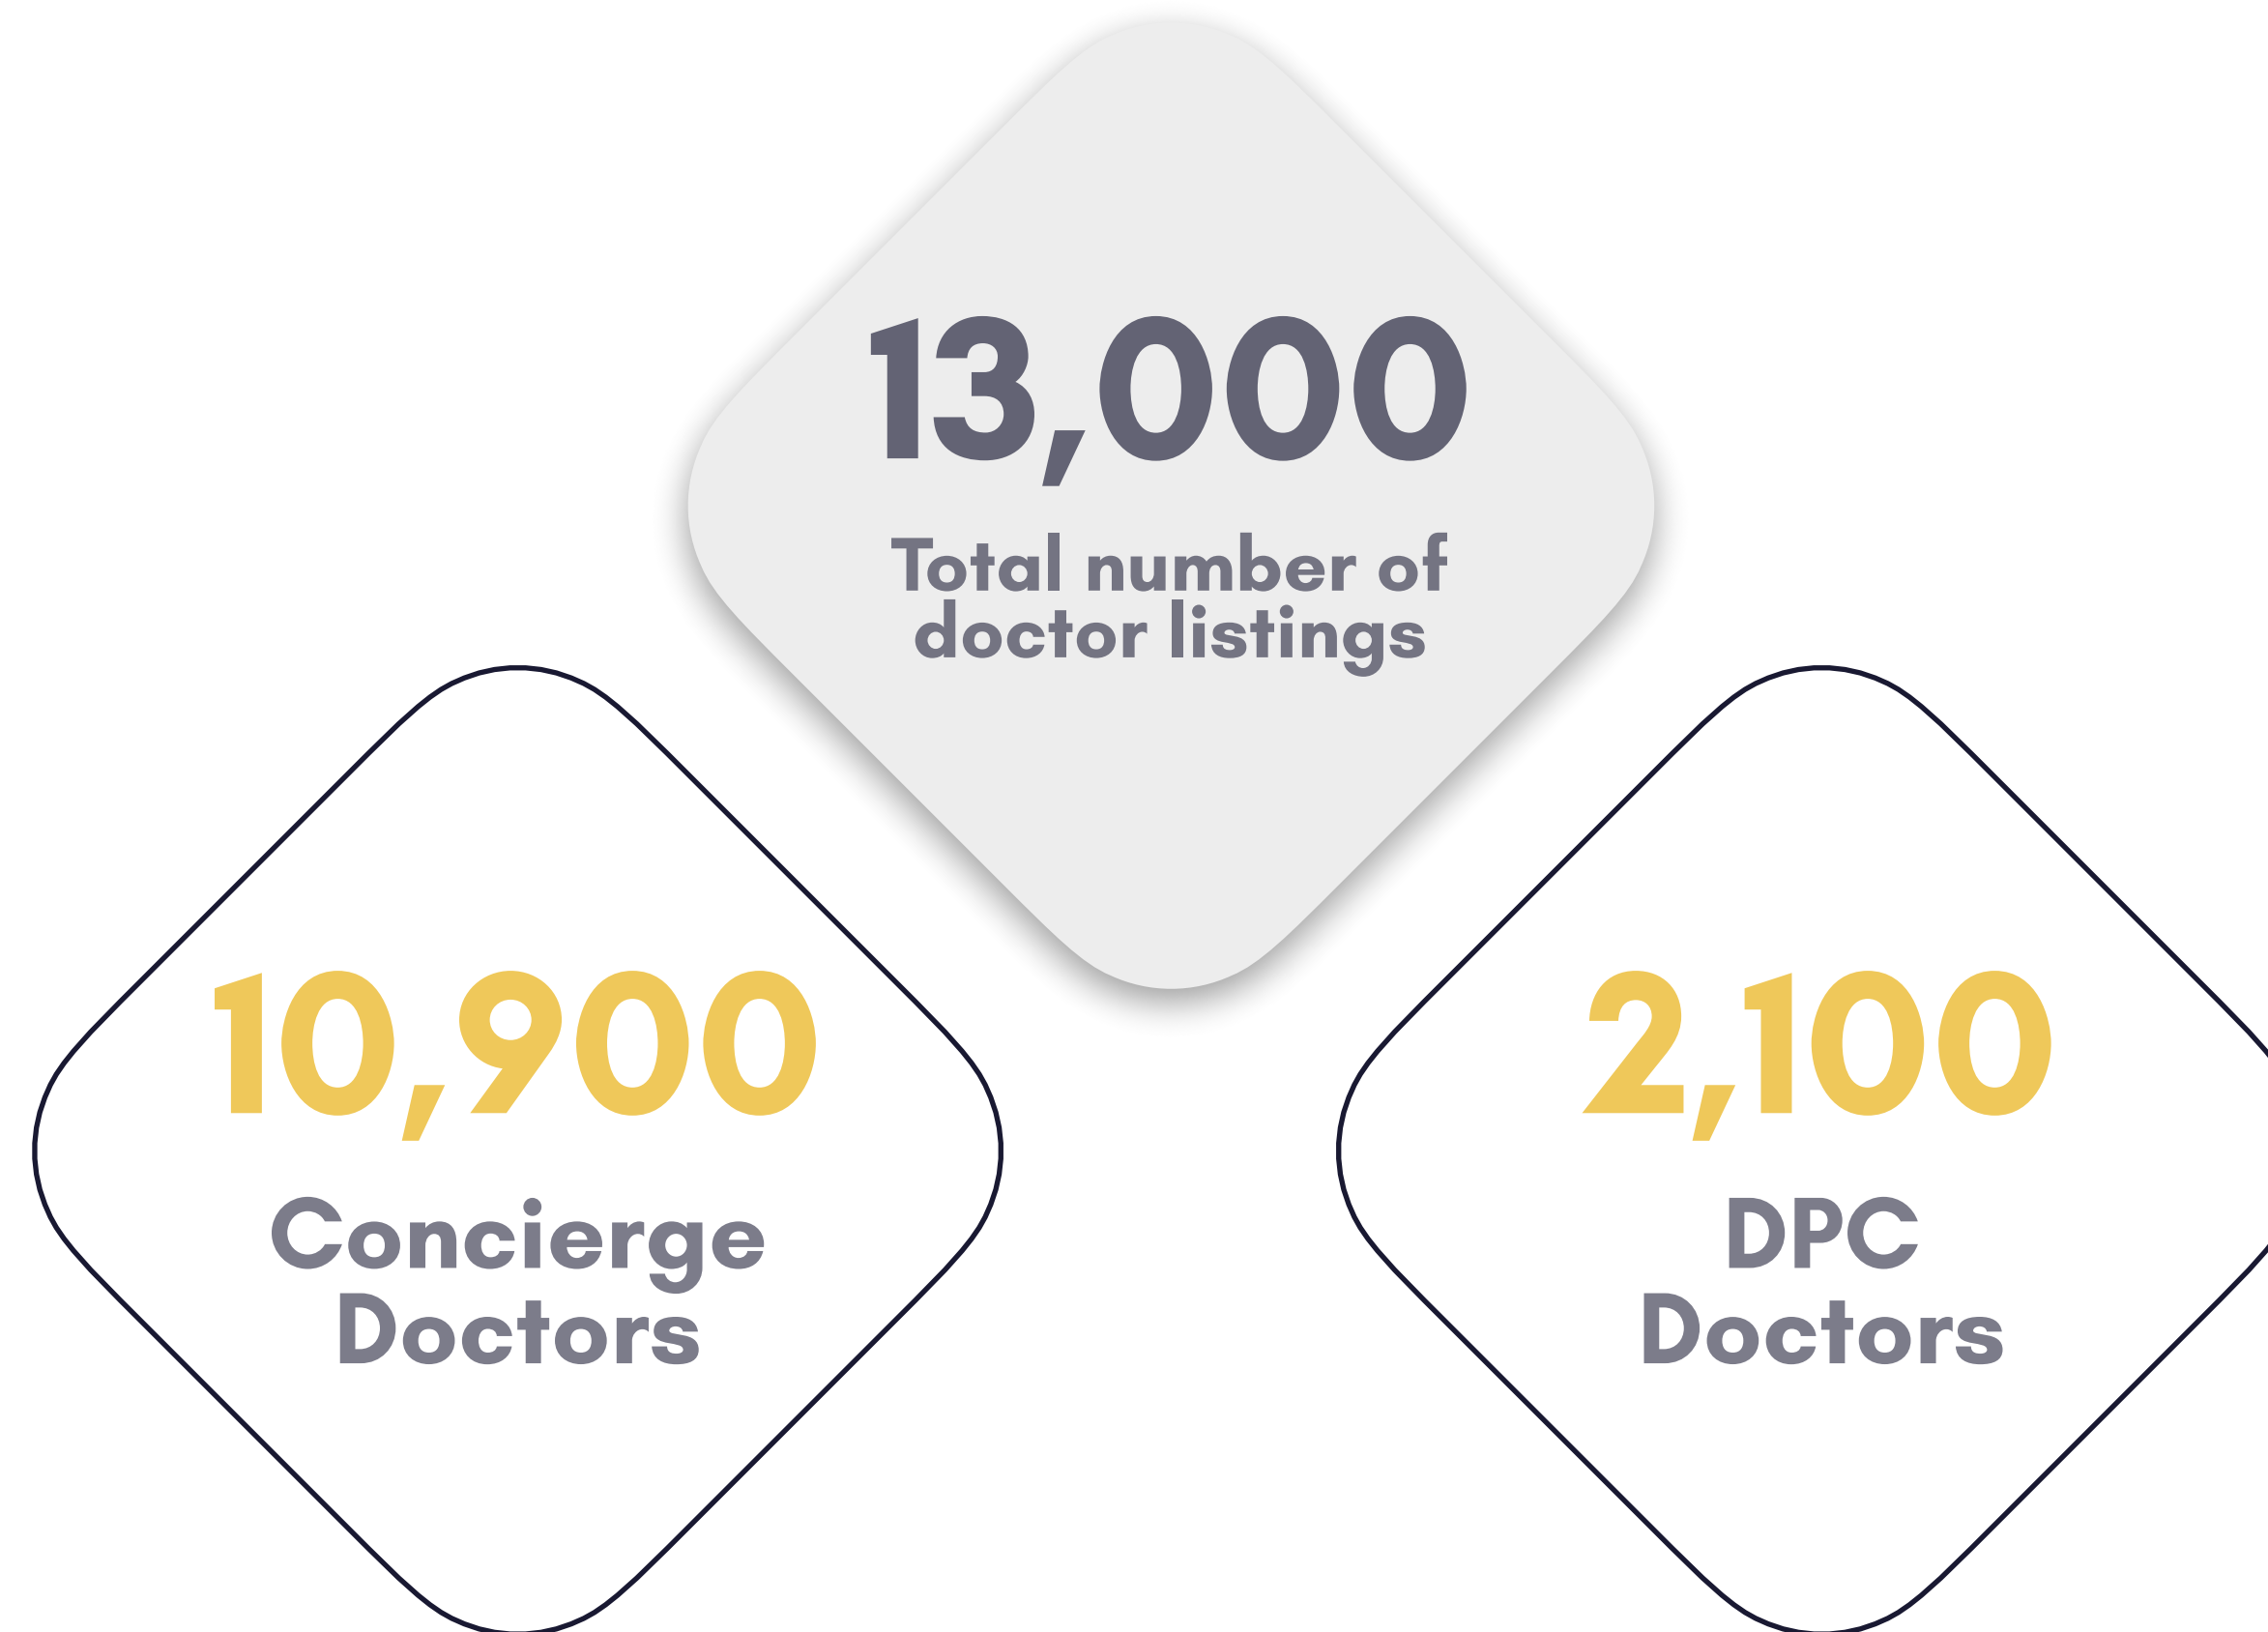 13,000
Total number of
doctor listings
10,900
Concierge
Doctors
2,100
DPC
Doctors